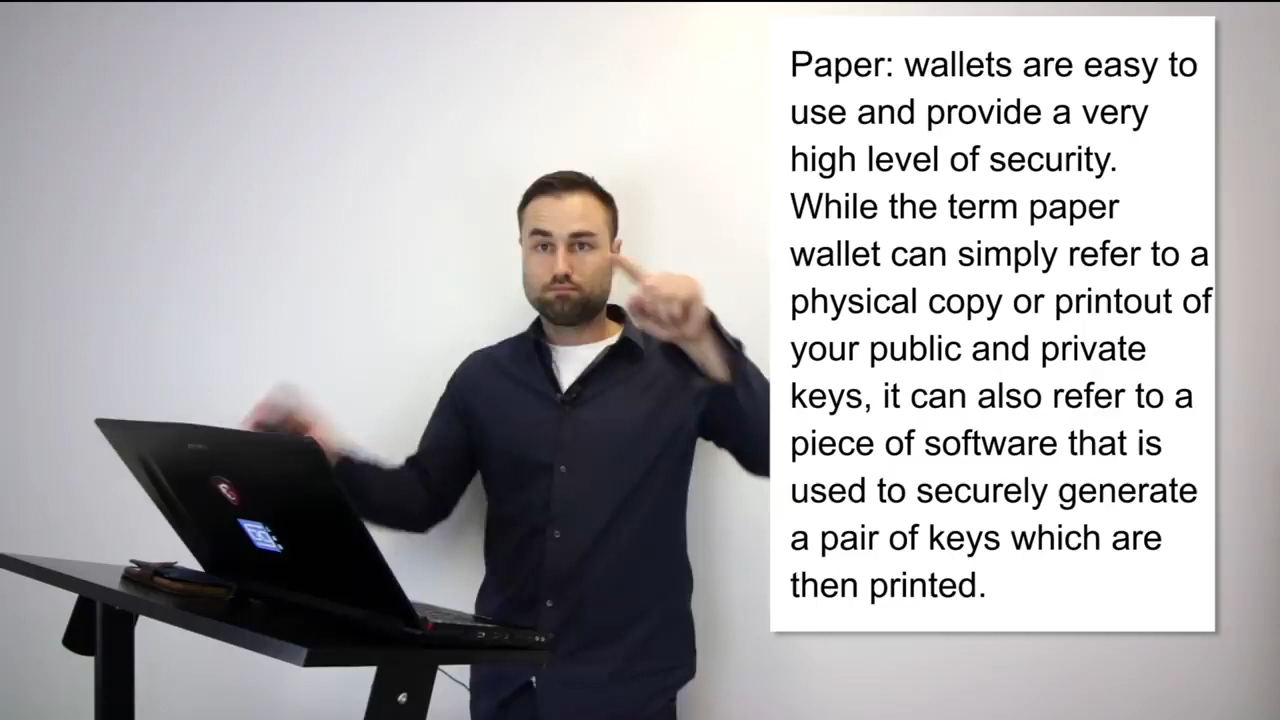 Paper: wallets are easy to
use and provide a very
high level of security.
While the term paper
wallet can simply refer to a
physical copy or printout of
your public and private
keys, it can also refer to a
piece of software that is
used to securely generate
a pair of keys which are
then printed.